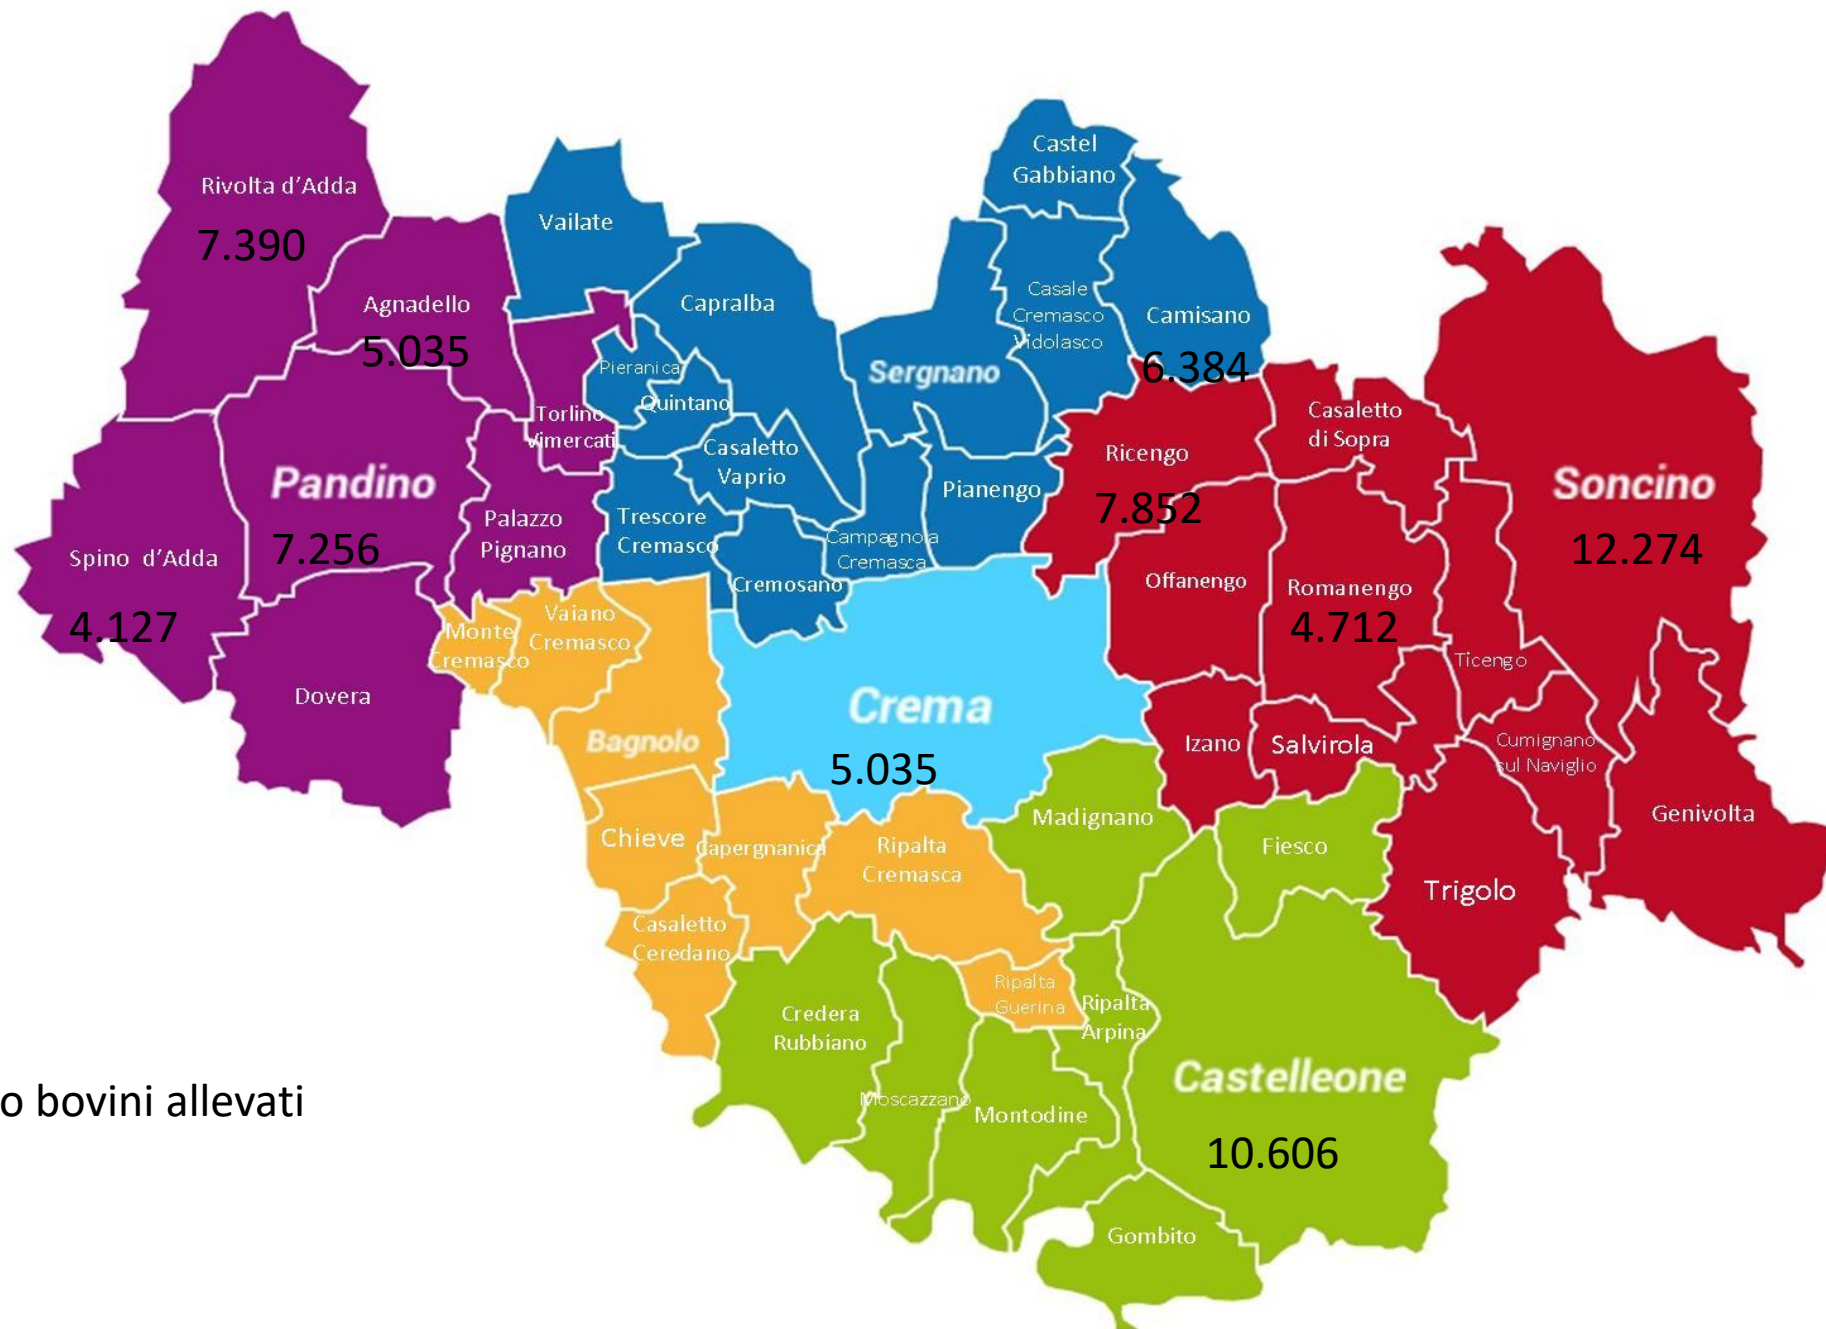 Castel
Gabbiano
Rivolta d'Adda
7.390
Vailate
Agnadello
5.035
Capralba
Casale
Cremasco
Vidolasco
Camisano
6.384
Sergnano
Pieranica
Quintano
Torlino
Vimercati
Casaletto
Vaprio
Ricengo
7.852
Casaletto
di Sopra
Soncino
12.274
Pandino
7.256
Palazzo
Pignano
Trescore
Cremasco
Pianengo
Campagnola
Cremasca
Cremosano
Spino d'Adda
4.127
Offanengo
Romanengo
4.712
Ticengo
Monte
Cremasco
Vaiano
Cremasco
Dovera
Bagnolo
Crema
5.035
Izano
Salvirola
Cumignano
sul Naviglio
Genivolta
Chieve
Capergnanica
Ripalta
Cremasca
Madignano
Fiesco
Trigolo
Casaletto
Ceredano
Ripalta
Guerina
Ripalta
Arpina
Credera
Rubbiano
Moscazzano
Montodine
Castelleone
10.606
Gombito
o bovini allevati